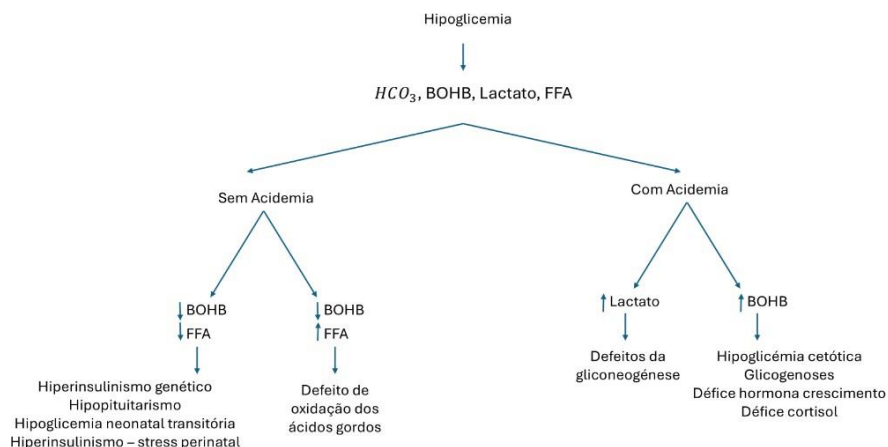 Hipoglicemia
HCO₃, BOHB, Lactato, FFA
Sem Acidemia
Com Acidemia
BOHB
FFA
BOHB
FFA
Lactato
BOHB
Hiperinsulinismo genético
Hipopituitarismo
Hipoglicemia neonatal transitória
Hiperinsulinismo – stress perinatal
Defeito de
oxidação dos
ácidos gordos
Defeitos da
gliconeogénese
Hipoglicémia cetótica
Glicogenoses
Défice hormona crescimento
Défice cortisol